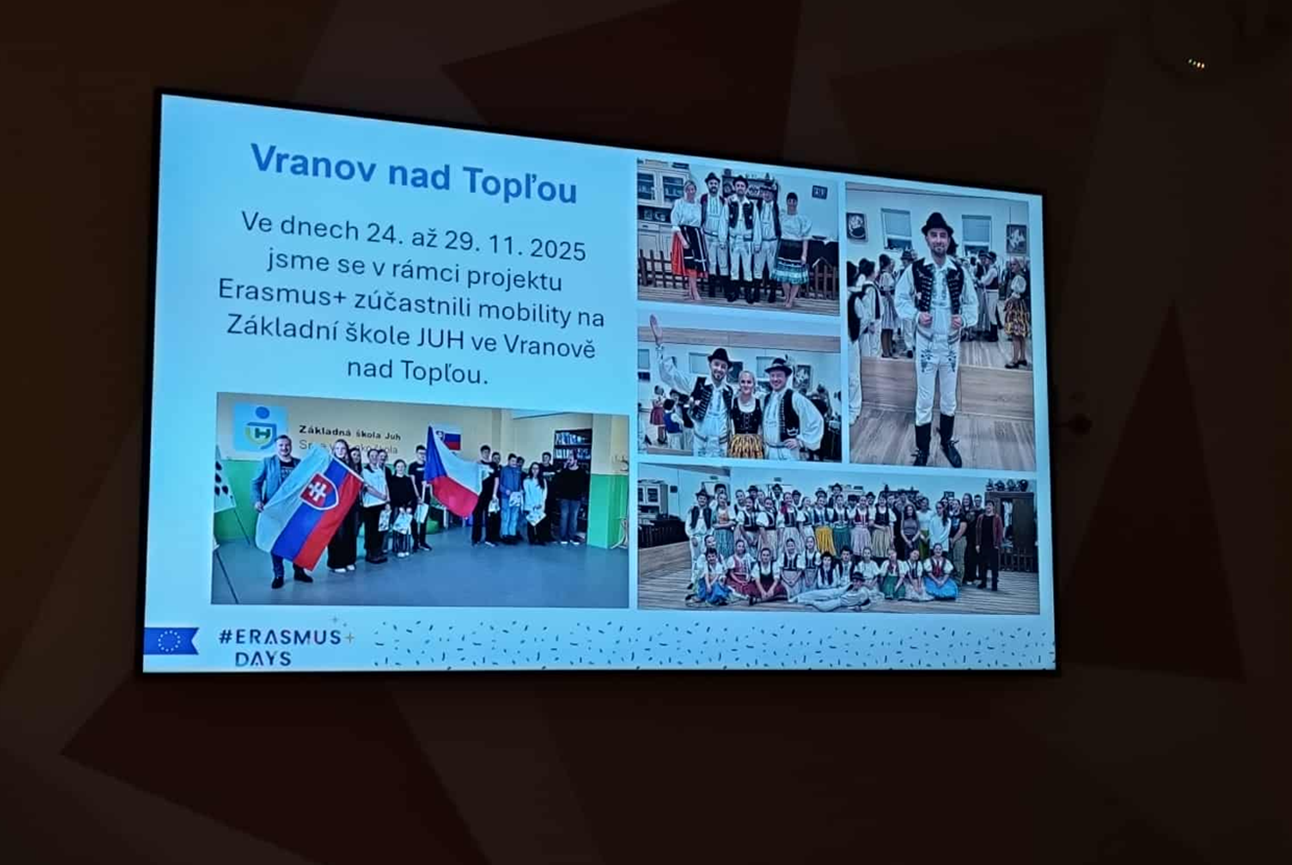 Vranov nad Topľou
Ve dnech 24. až 29. 11. 2025
jsme se v rámci projektu
Erasmus+ zúčastnili mobility na
Základní škole JUH ve Vranově
nad Topľou.
Základná škola Juh
#ERASMUS+
DAYS